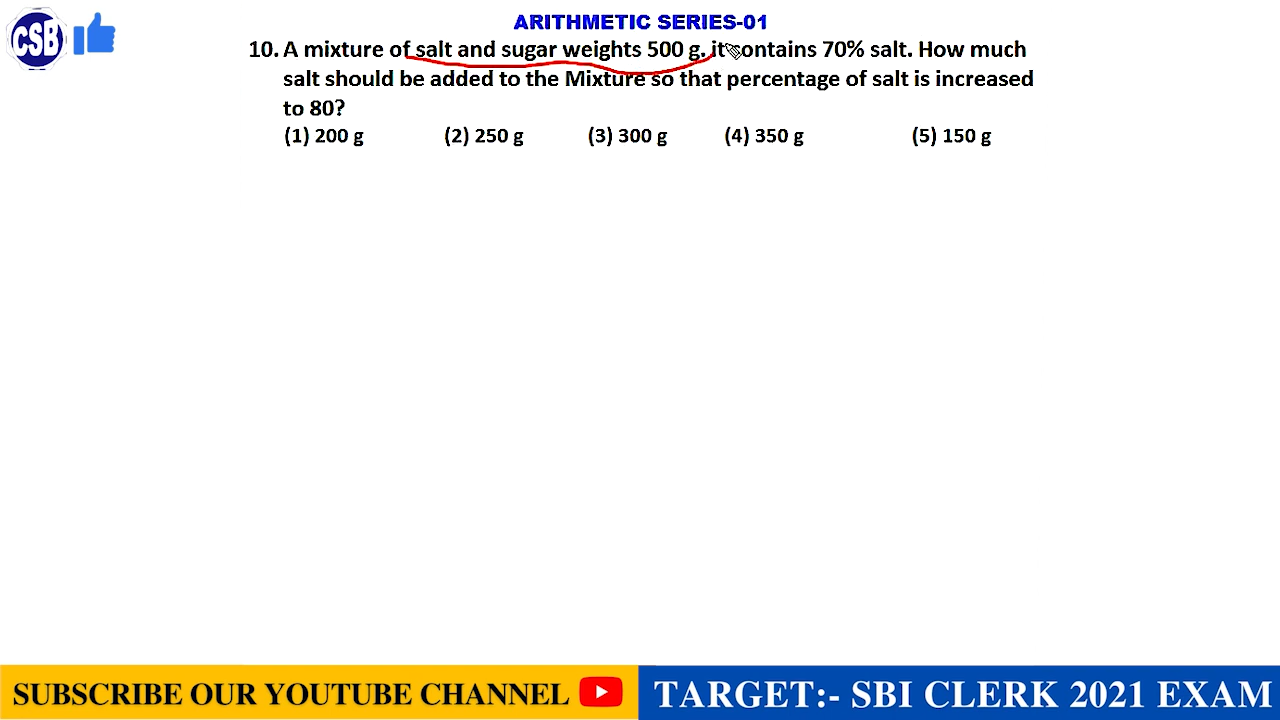 CSB
ARITHMETIC SERIES-01
10. A mixture of salt and sugar weights 500 g. it contains 70% salt. How much
salt should be added to the Mixture so that percentage of salt is increased
to 80?
(1) 200 g (2) 250 g (3) 300 g (4) 350 g (5) 150 g
SUBSCRIBE OUR YOUTUBE CHANNEL TARGET:- SBI CLERK 2021 EXAM